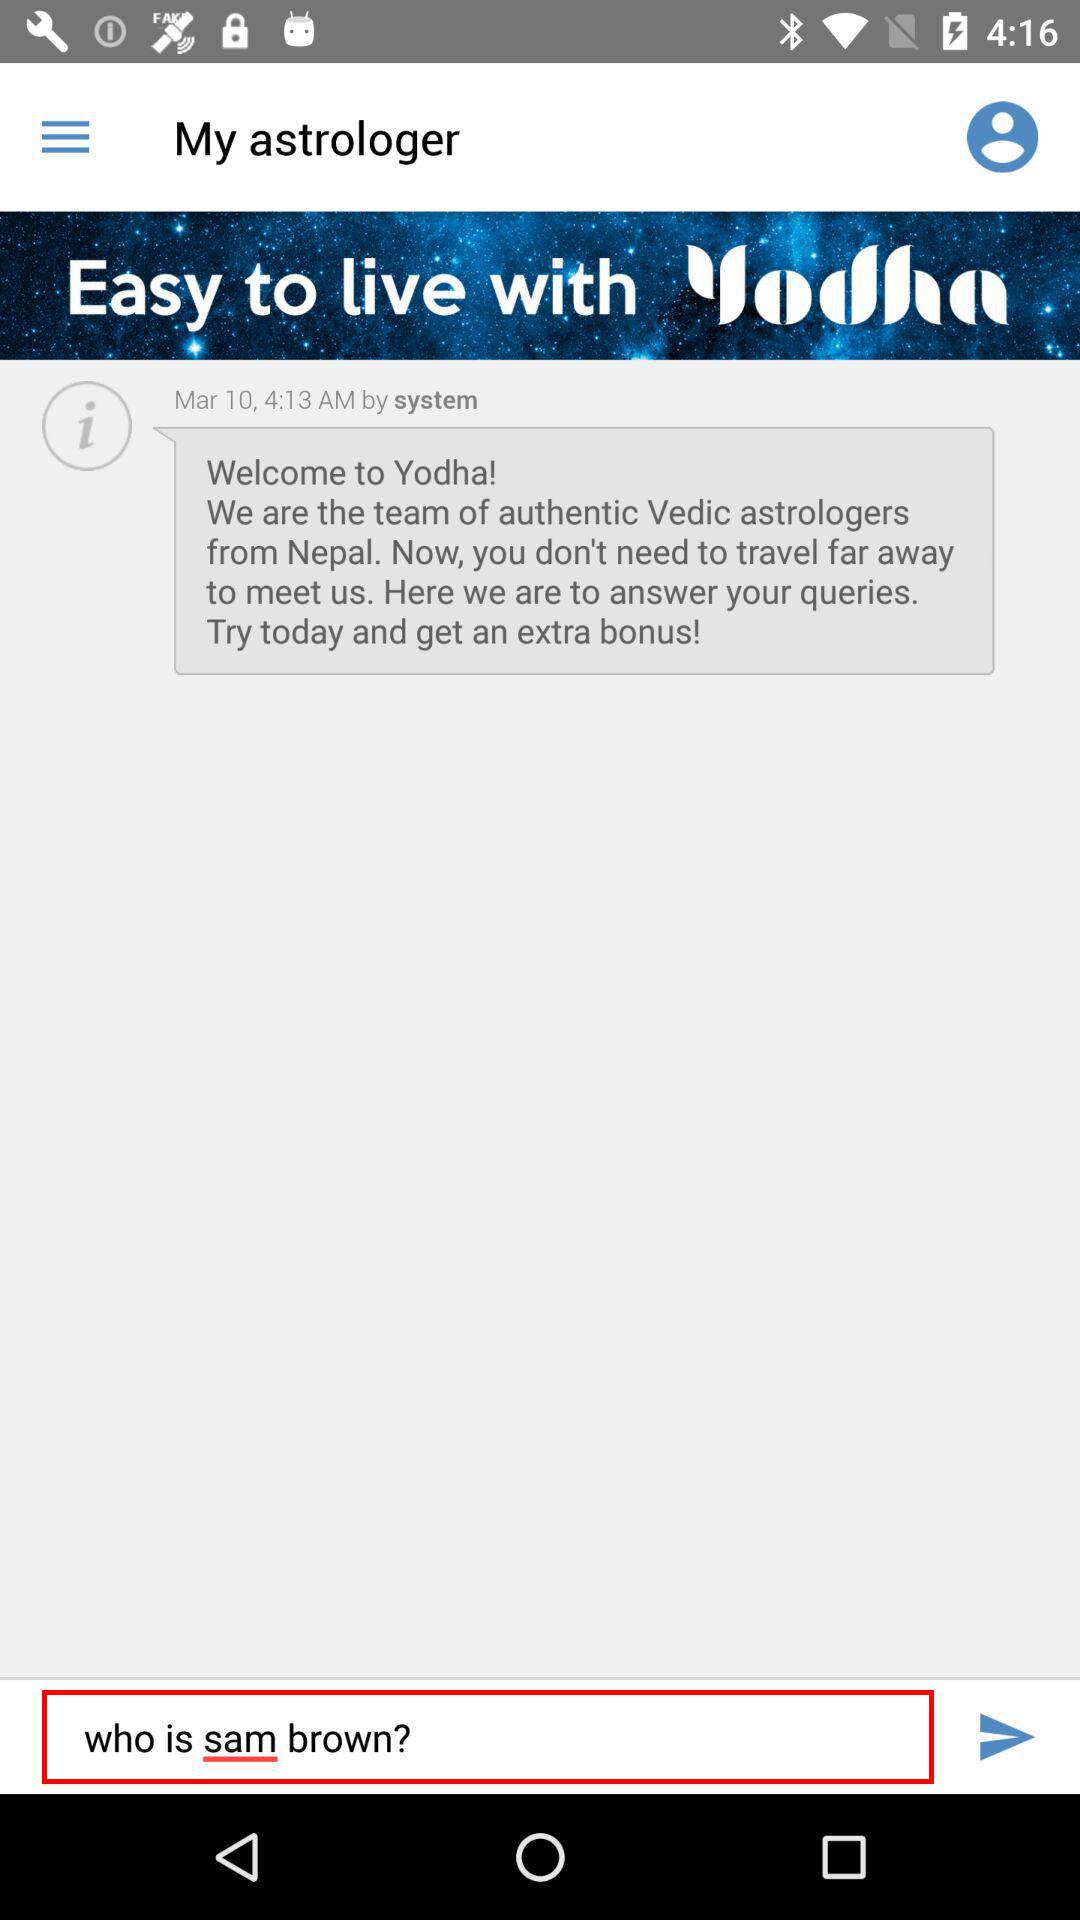 FAKE
4:16
My astrologer
Easy to live with Yodha
Mar 10, 4:13 AM by system
Welcome to Yodha!
We are the team of authentic Vedic astrologers
from Nepal. Now, you don't need to travel far away
to meet us. Here we are to answer your queries.
Try today and get an extra bonus!
who is sam brown?